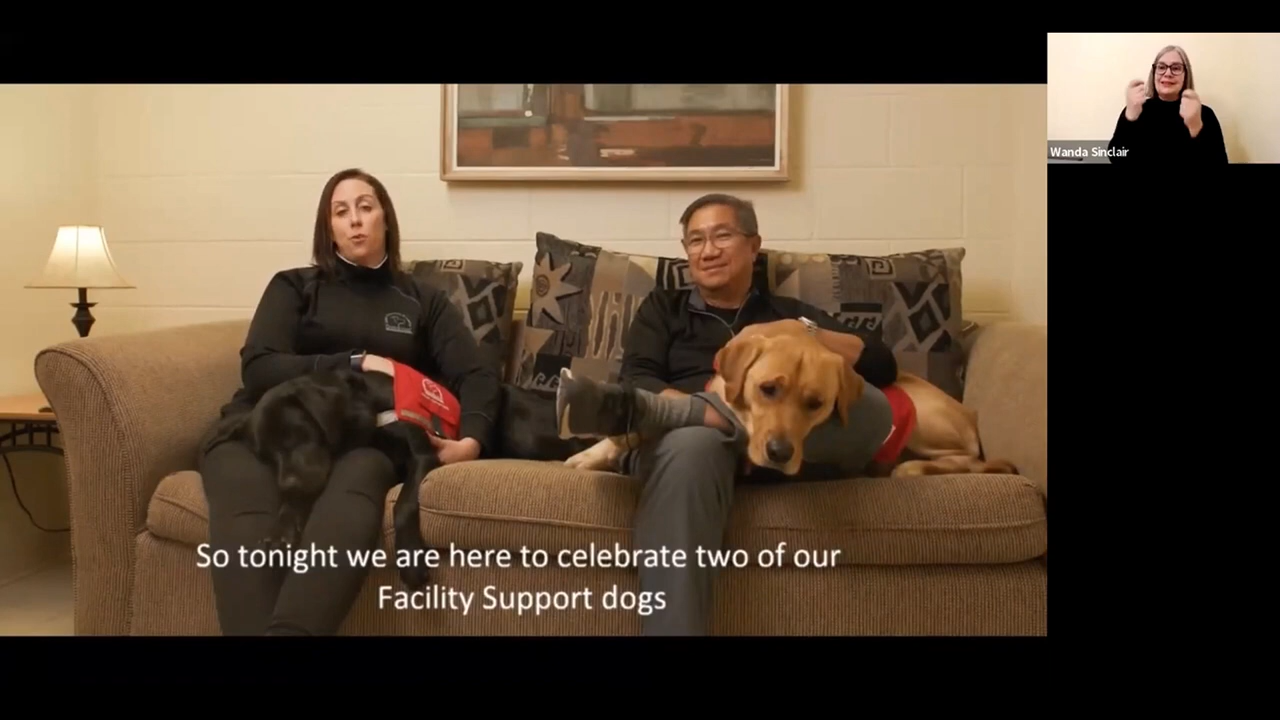 Wanda Sinclair
So tonight we are here to celebrate two of our
Facility Support dogs